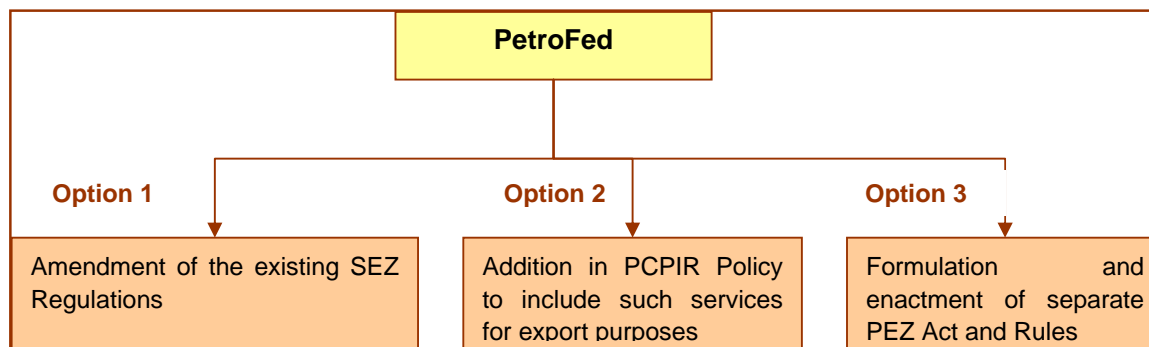 PetroFed
Option 1
Option 2
Option 3
Amendment of the existing SEZ
Regulations
Addition in PCPIR Policy
to include such services
for export purposes
Formulation and
enactment of separate
PEZ Act and Rules